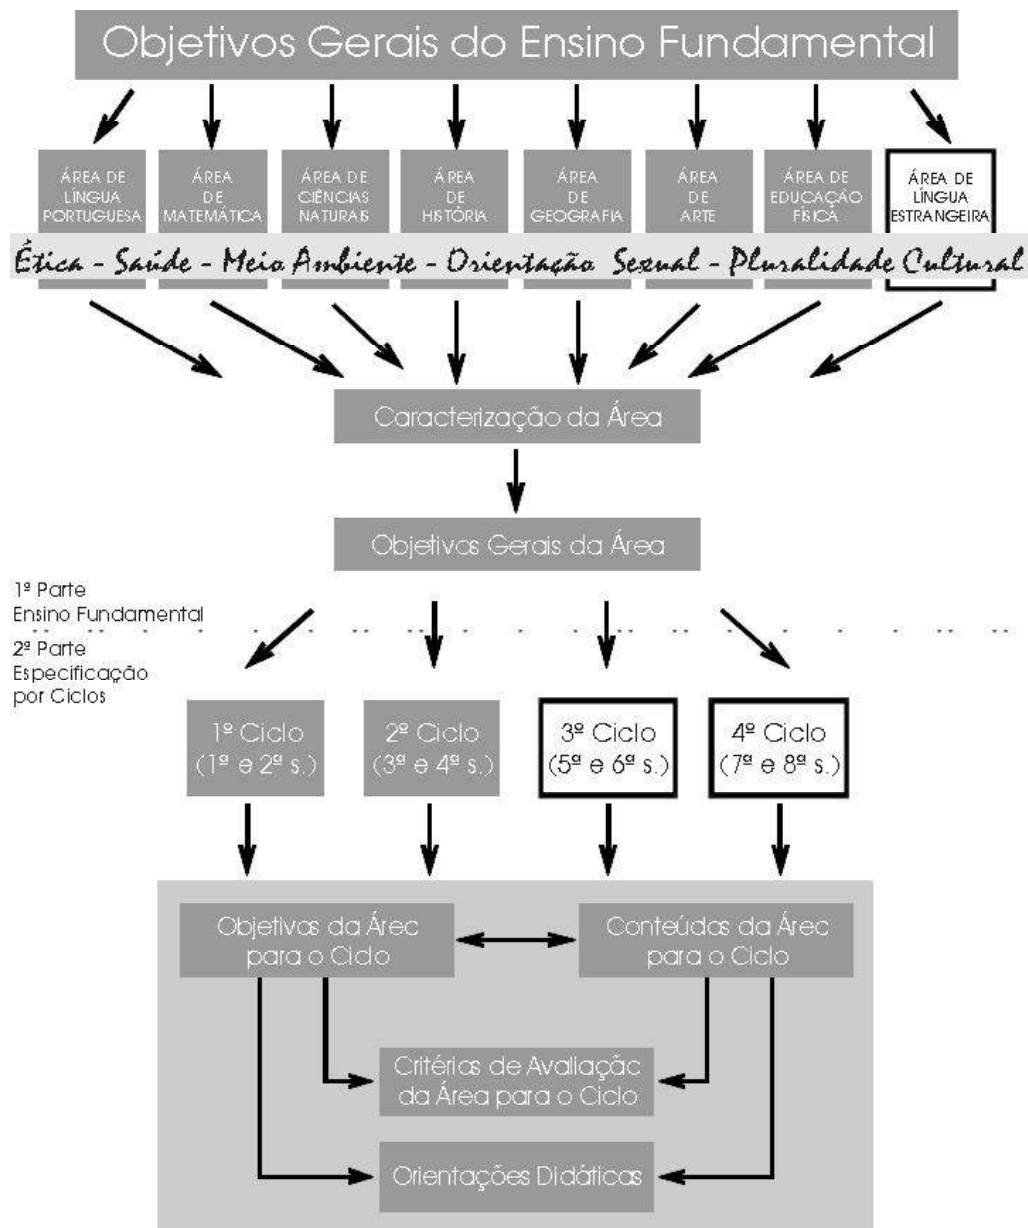 Objetivos Gerais do Ensino Fundamental
ÁREA DE
LÍNGUA
PORTUGUESA
ÁREA
DE
MATEMÁTICA
ÁREA DE
CIÊNCIAS
NATURAIS
ÁREA
DE
HISTÓRIA
ÁREA
DE
GEOGRAFIA
ÁREA
DE
ARTE
ÁREA DE
EDUCAÇÃO
FÍSICA
ÁREA DE
LÍNGUA
ESTRANGEIRA
Ética - Saúde - Meio Ambiente - Orientação Sexual - Pluralidade Cultural
Caracterização da Área
Objetivos Gerais da Área
1ª Parte
Ensino Fundamental
2ª Parte
Especificação
por Ciclos
1º Ciclo
(1ª e 2ª s.)
2º Ciclo
(3ª e 4ª s.)
3º Ciclo
(5ª e 6ª s.)
4º Ciclo
(7ª e 8ª s.)
Objetivos da Área
para o Ciclo
Conteúdos da Área
para o Ciclo
Critérios de Avaliação
da Área para o Ciclo
Orientações Didáticas